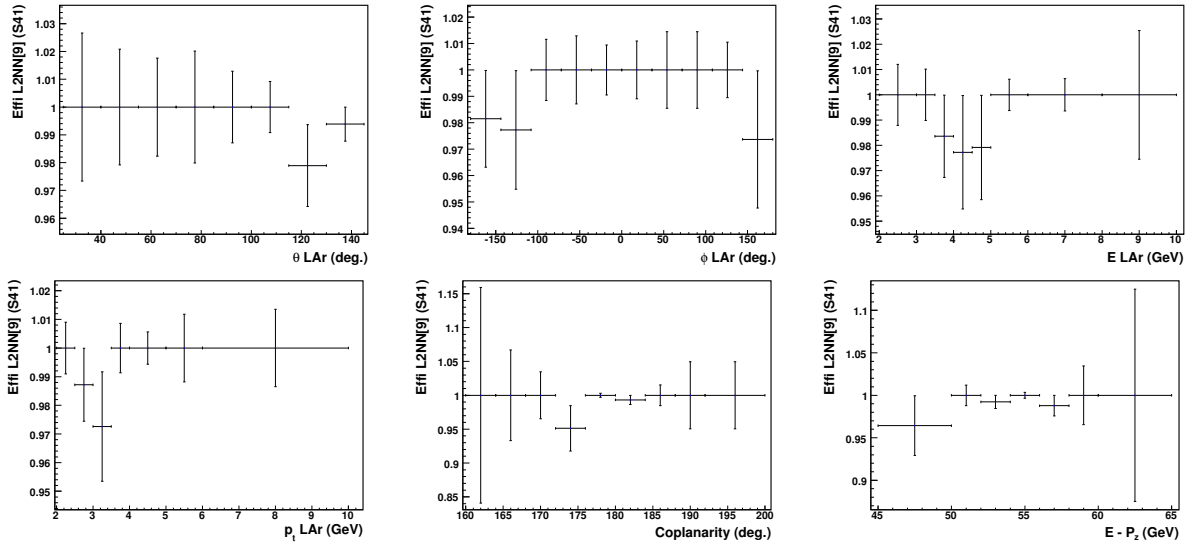 Effi L2NN[9] (S41)
1.03
1.02
1.01
1
0.99
0.98
0.97
0.96
40 60 80 100 120 140
θ LAr (deg.)
Effi L2NN[9] (S41)
1.02
1.01
1
0.99
0.98
0.97
0.96
0.95
0.94
-150 -100 -50 0 50 100 150
ϕ LAr (deg.)
Effi L2NN[9] (S41)
1.03
1.02
1.01
1
0.99
0.98
0.97
0.96
0.95
2 3 4 5 6 7 8 9 10
E LAr (GeV)
Effi L2NN[9] (S41)
1.02
1.01
1
0.99
0.98
0.97
0.96
0.95
2 3 4 5 6 7 8 9 10
pt LAr (GeV)
Effi L2NN[9] (S41)
1.15
1.1
1.05
1
0.95
0.9
0.85
160 165 170 175 180 185 190 195 200
Coplanarity (deg.)
Effi L2NN[9] (S41)
1.1
1.05
1
0.95
0.9
45 50 55 60 65
E - Pz (GeV)